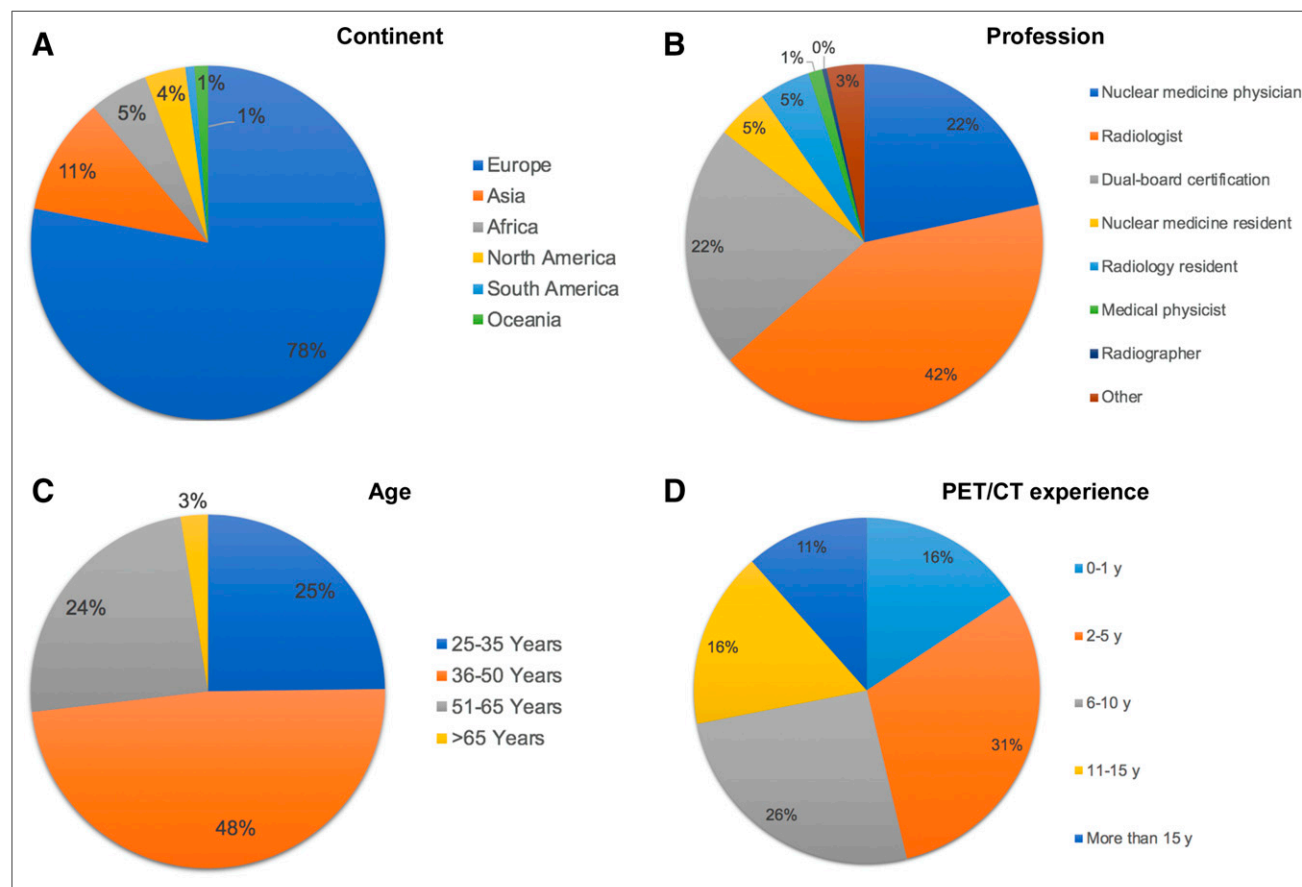 A
Continent
1%
4%
5%
1%
11%
78%
Europe
Asia
Africa
North America
South America
Oceania
B
Profession
0%
1%
3%
5%
5%
22%
22%
42%
Nuclear medicine physician
Radiologist
Dual-board certification
Nuclear medicine resident
Radiology resident
Medical physicist
Radiographer
Other
C
Age
3%
25%
24%
48%
25-35 Years
36-50 Years
51-65 Years
>65 Years
D
PET/CT experience
11%
16%
16%
31%
26%
0-1 y
2-5 y
6-10 y
11-15 y
More than 15 y